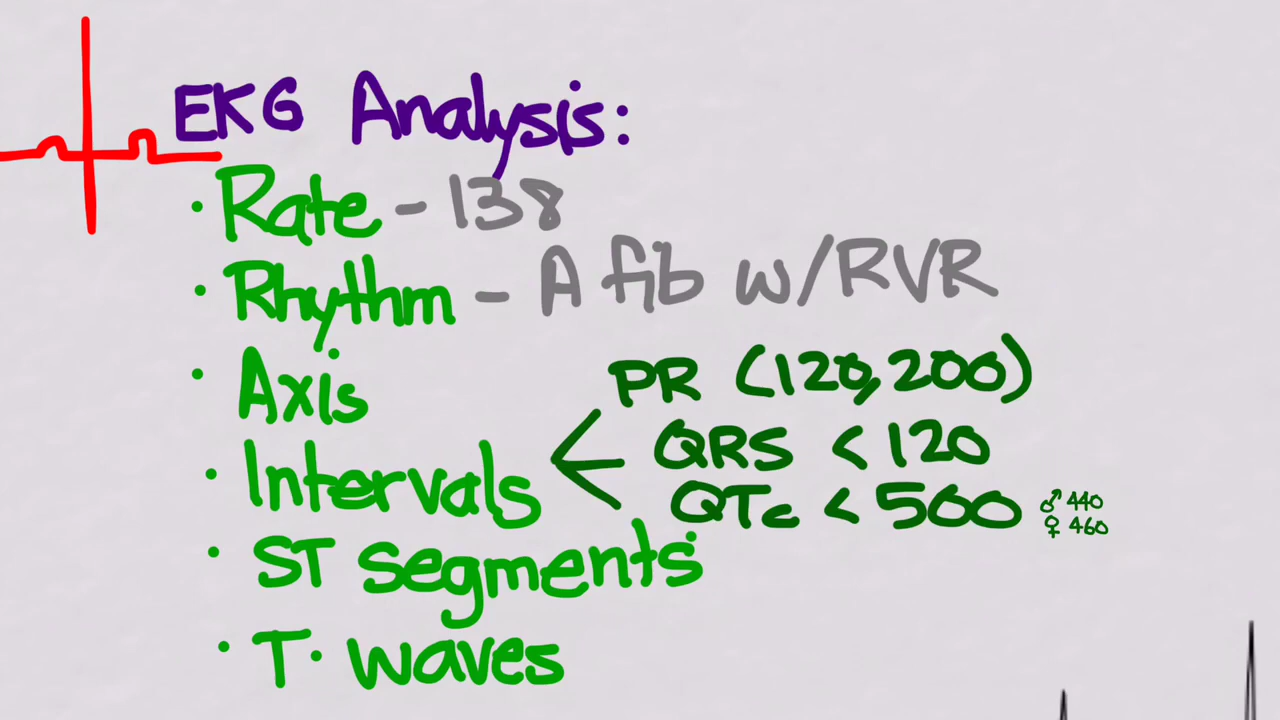 EKG Analysis:
· Rate - 138
· Rhythm - A fib w/RVR
· Axis
PR (120,200)
· Intervals < QRS < 120
QTc < 500 ♂ 440
♀ 460
· ST segments
· T. waves